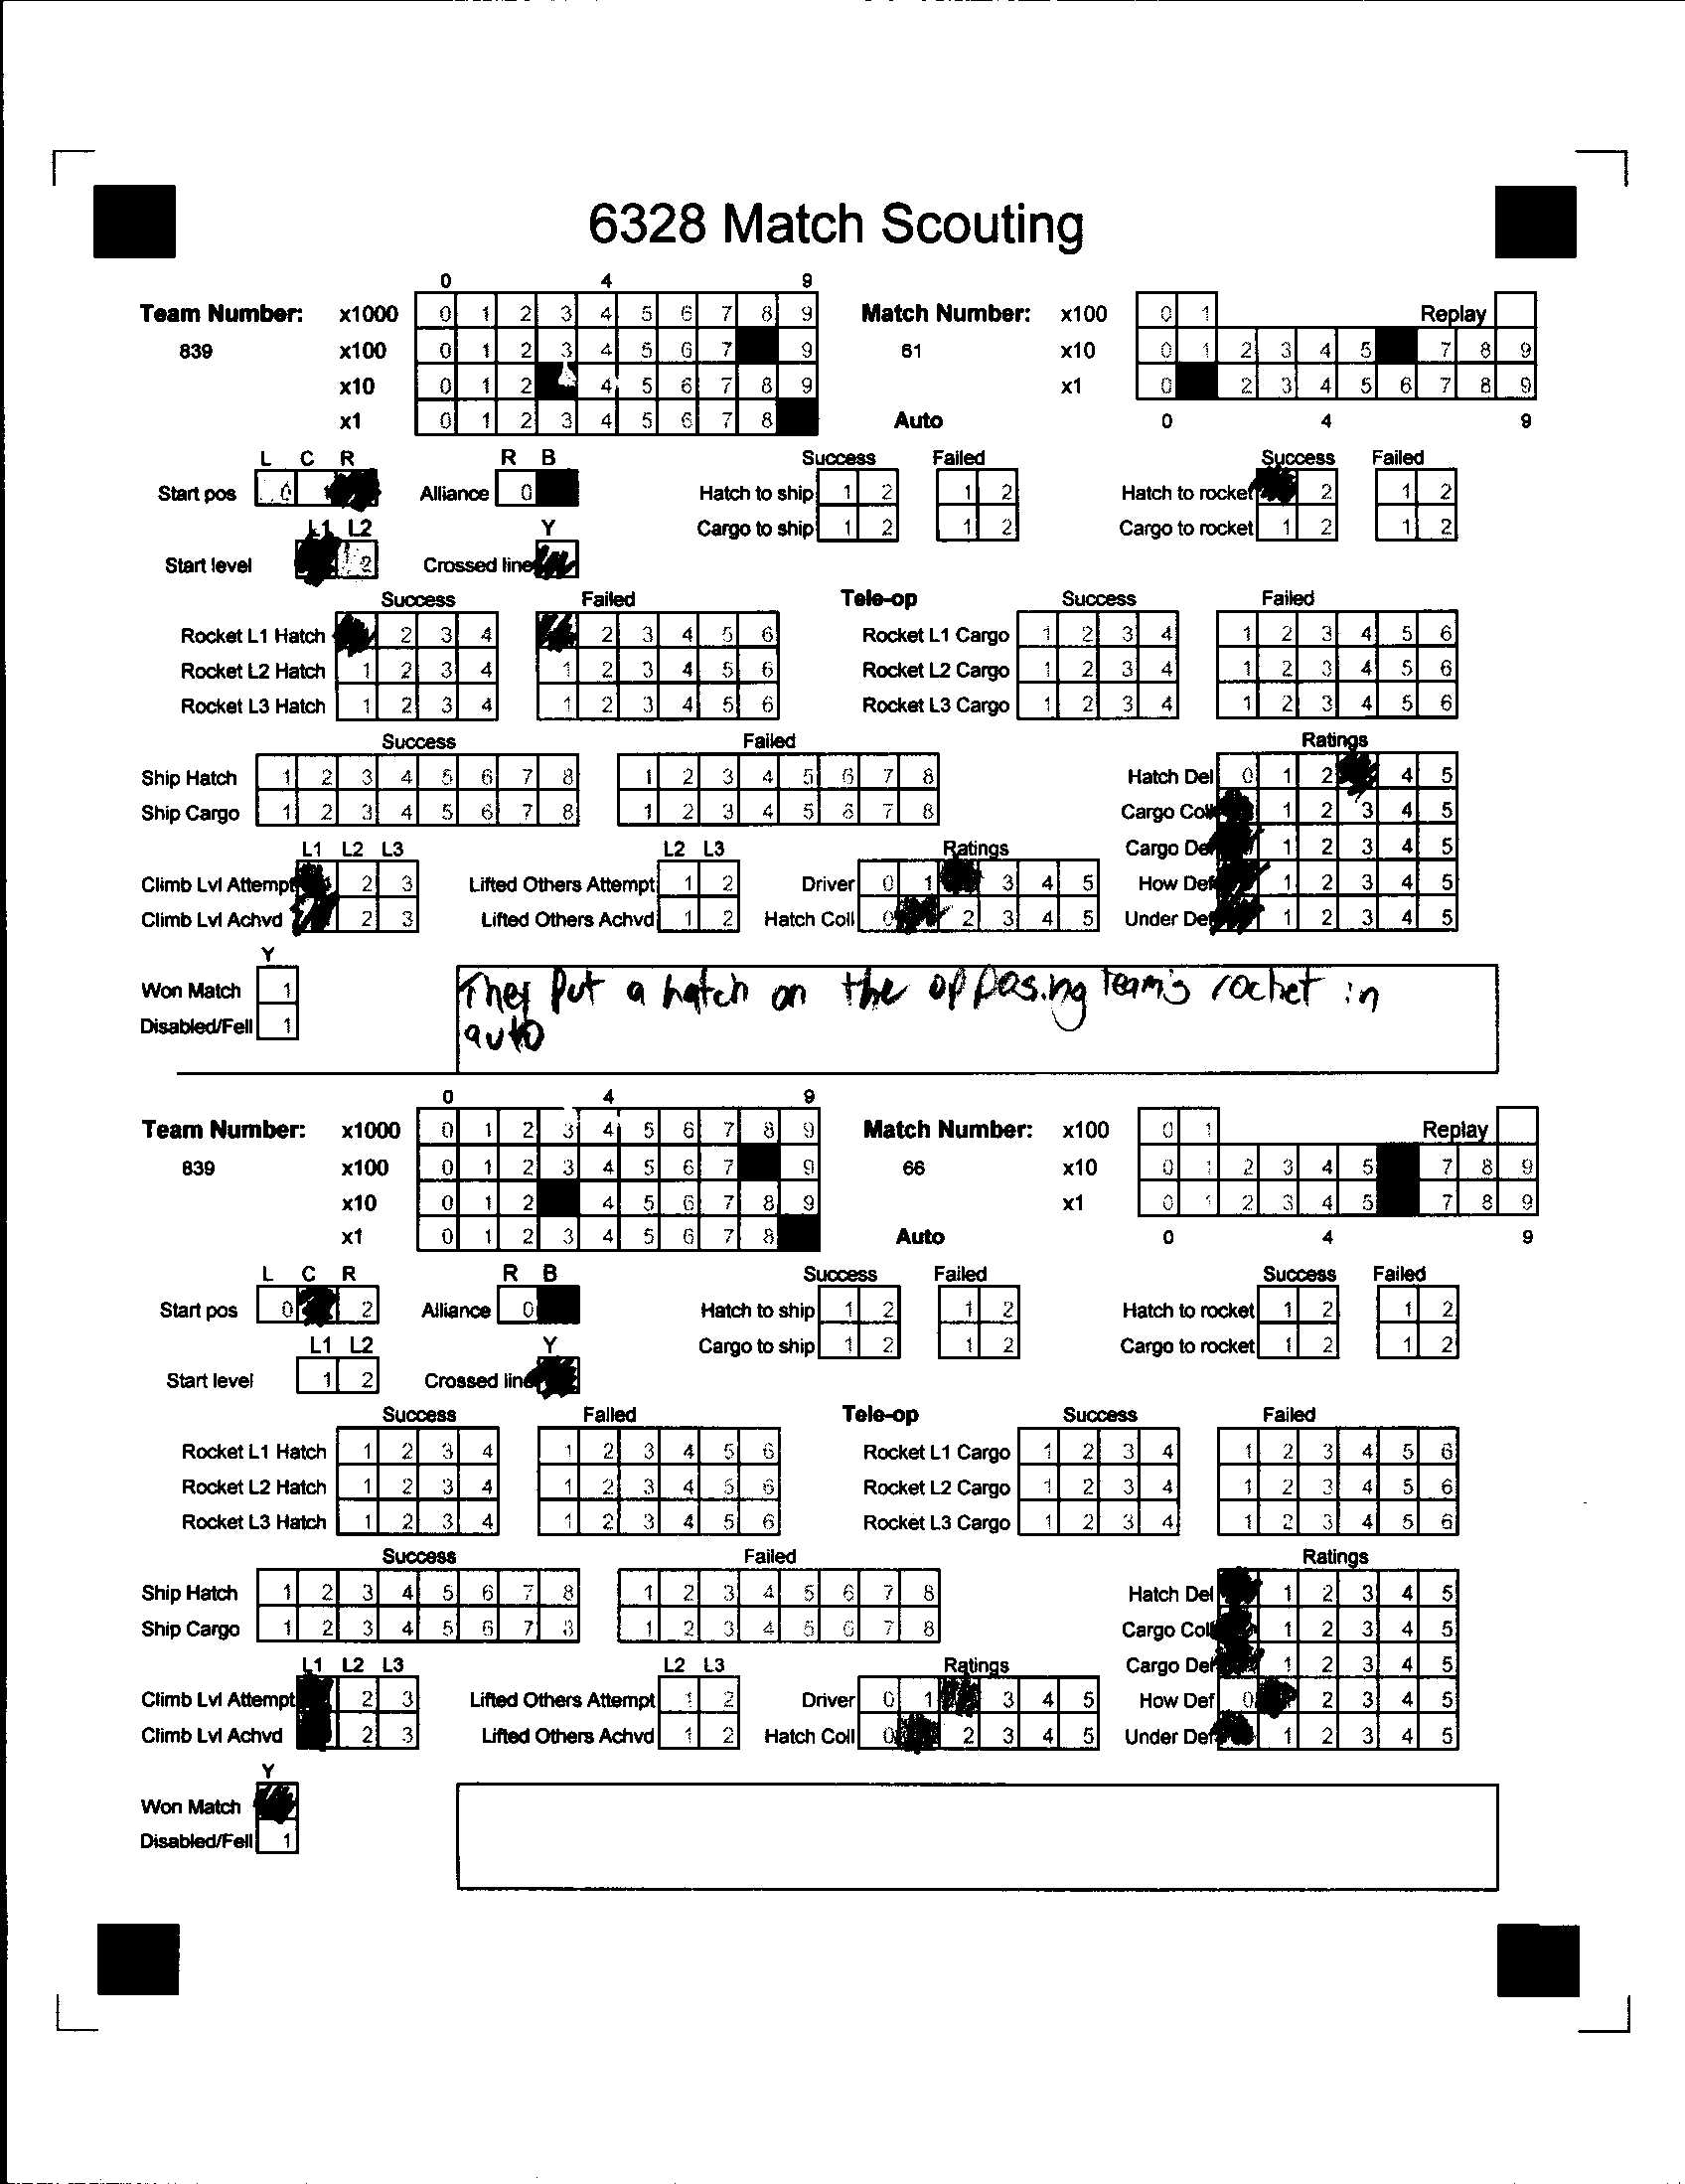 6328 Match Scouting
0 4 9
Team Number: x1000 0 1 2 3 4 5 6 7 8 9 Match Number: x100 0 1 Replay
839 x100 0 1 2 3 4 5 6 7 9 61 x10 0 1 2 3 4 5 7 8 9
x10 0 1 2 4 5 6 7 8 9 x1 0 2 3 4 5 6 7 8 9
x1 0 1 2 3 4 5 6 7 8 Auto 0 4 9
L C R R B Success Failed Success Failed
Start pos 0 Alliance 0 Hatch to ship 1 2 1 2 Hatch to rocket 2 1 2
L1 L2 Y Cargo to ship 1 2 1 2 Cargo to rocket 1 2 1 2
Start level 2 Crossed line
Success Failed Tele-op Success Failed
Rocket L1 Hatch 2 3 4 2 3 4 5 6 Rocket L1 Cargo 1 2 3 4 1 2 3 4 5 6
Rocket L2 Hatch 1 2 3 4 1 2 3 4 5 6 Rocket L2 Cargo 1 2 3 4 1 2 3 4 5 6
Rocket L3 Hatch 1 2 3 4 1 2 3 4 5 6 Rocket L3 Cargo 1 2 3 4 1 2 3 4 5 6
Success Failed Ratings
Ship Hatch 1 2 3 4 5 6 7 8 1 2 3 4 5 6 7 8 Hatch Del 0 1 2 4 5
Ship Cargo 1 2 3 4 5 6 7 8 1 2 3 4 5 6 7 8 Cargo Coll 1 2 3 4 5
L1 L2 L3 L2 L3 Ratings Cargo Del 1 2 3 4 5
Climb Lvl Attempt 2 3 Lifted Others Attempt 1 2 Driver 0 1 3 4 5 How Def 1 2 3 4 5
Climb Lvl Achvd 2 3 Lifted Others Achvd 1 2 Hatch Coll 0 2 3 4 5 Under Def 1 2 3 4 5
Y
Won Match 1 They put a hatch on the opposing team's rocket in
Disabled/Fell 1 auto
0 4 9
Team Number: x1000 0 1 2 3 4 5 6 7 8 9 Match Number: x100 0 1 Replay
839 x100 0 1 2 3 4 5 6 7 9 66 x10 0 1 2 3 4 5 7 8 9
x10 0 1 2 4 5 6 7 8 9 x1 0 1 2 3 4 5 7 8 9
x1 0 1 2 3 4 5 6 7 8 Auto 0 4 9
L C R R B Success Failed Success Failed
Start pos 0 2 Alliance 0 Hatch to ship 1 2 1 2 Hatch to rocket 1 2 1 2
L1 L2 Y Cargo to ship 1 2 1 2 Cargo to rocket 1 2 1 2
Start level 1 2 Crossed line
Success Failed Tele-op Success Failed
Rocket L1 Hatch 1 2 3 4 1 2 3 4 5 6 Rocket L1 Cargo 1 2 3 4 1 2 3 4 5 6
Rocket L2 Hatch 1 2 3 4 1 2 3 4 5 6 Rocket L2 Cargo 1 2 3 4 1 2 3 4 5 6
Rocket L3 Hatch 1 2 3 4 1 2 3 4 5 6 Rocket L3 Cargo 1 2 3 4 1 2 3 4 5 6
Success Failed Ratings
Ship Hatch 1 2 3 4 5 6 7 8 1 2 3 4 5 6 7 8 Hatch Del 1 2 3 4 5
Ship Cargo 1 2 3 4 5 6 7 8 1 2 3 4 5 6 7 8 Cargo Coll 1 2 3 4 5
L1 L2 L3 L2 L3 Ratings Cargo Del 1 2 3 4 5
Climb Lvl Attempt 2 3 Lifted Others Attempt 1 2 Driver 0 1 3 4 5 How Def 0 2 3 4 5
Climb Lvl Achvd 2 3 Lifted Others Achvd 1 2 Hatch Coll 0 2 3 4 5 Under Def 1 2 3 4 5
Y
Won Match
Disabled/Fell 1